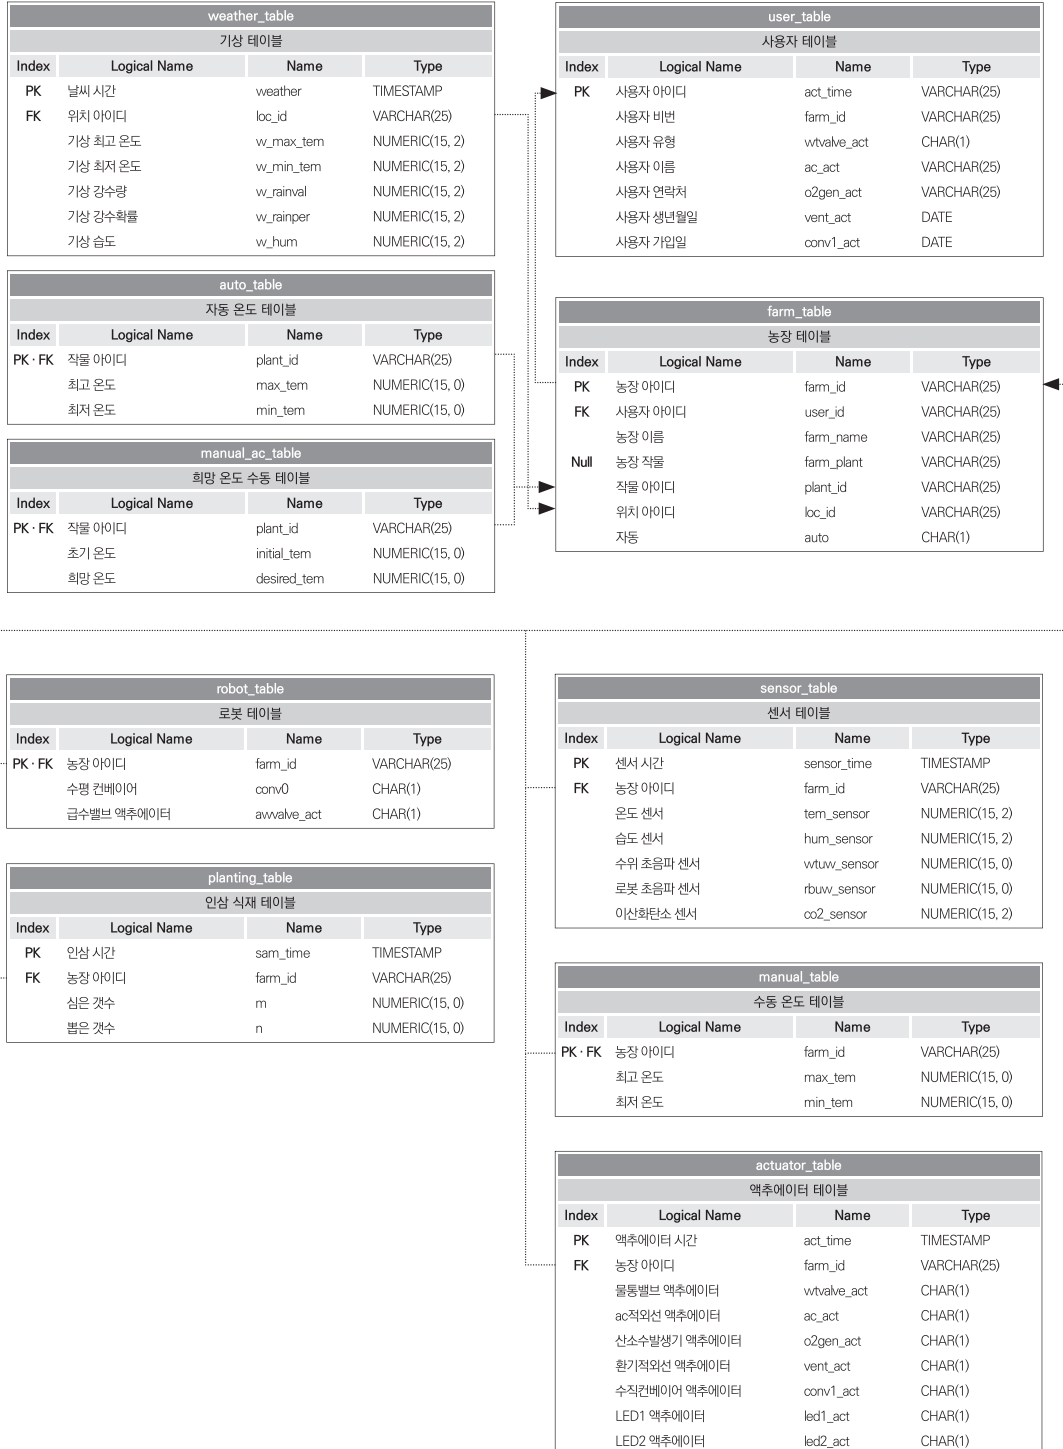 weather_table
기상 테이블
Index Logical Name Name Type
PK 날씨 시간 weather TIMESTAMP
FK 위치 아이디 loc_id VARCHAR(25)
기상 최고 온도 w_max_tem NUMERIC(15, 2)
기상 최저 온도 w_min_tem NUMERIC(15, 2)
기상 강수량 w_rainval NUMERIC(15, 2)
기상 강수확률 w_rainper NUMERIC(15, 2)
기상 습도 w_hum NUMERIC(15, 2)
auto_table
자동 온도 테이블
Index Logical Name Name Type
PK · FK 작물 아이디 plant_id VARCHAR(25)
최고 온도 max_tem NUMERIC(15, 0)
최저 온도 min_tem NUMERIC(15, 0)
manual_ac_table
희망 온도 수동 테이블
Index Logical Name Name Type
PK · FK 작물 아이디 plant_id VARCHAR(25)
초기 온도 initial_tem NUMERIC(15, 0)
희망 온도 desired_tem NUMERIC(15, 0)
user_table
사용자 테이블
Index Logical Name Name Type
PK 사용자 아이디 act_time VARCHAR(25)
사용자 비번 farm_id VARCHAR(25)
사용자 유형 wtvalve_act CHAR(1)
사용자 이름 ac_act VARCHAR(25)
사용자 연락처 o2gen_act VARCHAR(25)
사용자 생년월일 vent_act DATE
사용자 가입일 conv1_act DATE
farm_table
농장 테이블
Index Logical Name Name Type
PK 농장 아이디 farm_id VARCHAR(25)
FK 사용자 아이디 user_id VARCHAR(25)
농장 이름 farm_name VARCHAR(25)
Null 농장 작물 farm_plant VARCHAR(25)
작물 아이디 plant_id VARCHAR(25)
위치 아이디 loc_id VARCHAR(25)
자동 auto CHAR(1)
robot_table
로봇 테이블
Index Logical Name Name Type
PK · FK 농장 아이디 farm_id VARCHAR(25)
수평 컨베이어 conv0 CHAR(1)
급수밸브 액추에이터 awvalve_act CHAR(1)
planting_table
인삼 식재 테이블
Index Logical Name Name Type
PK 인삼 시간 sam_time TIMESTAMP
FK 농장 아이디 farm_id VARCHAR(25)
심은 갯수 m NUMERIC(15, 0)
뽑은 갯수 n NUMERIC(15, 0)
sensor_table
센서 테이블
Index Logical Name Name Type
PK 센서 시간 sensor_time TIMESTAMP
FK 농장 아이디 farm_id VARCHAR(25)
온도 센서 tem_sensor NUMERIC(15, 2)
습도 센서 hum_sensor NUMERIC(15, 2)
수위 초음파 센서 wtuw_sensor NUMERIC(15, 0)
로봇 초음파 센서 rbuw_sensor NUMERIC(15, 0)
이산화탄소 센서 co2_sensor NUMERIC(15, 2)
manual_table
수동 온도 테이블
Index Logical Name Name Type
PK · FK 농장 아이디 farm_id VARCHAR(25)
최고 온도 max_tem NUMERIC(15, 0)
최저 온도 min_tem NUMERIC(15, 0)
actuator_table
액추에이터 테이블
Index Logical Name Name Type
PK 액추에이터 시간 act_time TIMESTAMP
FK 농장 아이디 farm_id VARCHAR(25)
물통밸브 액추에이터 wtvalve_act CHAR(1)
ac적외선 액추에이터 ac_act CHAR(1)
산소수발생기 액추에이터 o2gen_act CHAR(1)
환기적외선 액추에이터 vent_act CHAR(1)
수직컨베이어 액추에이터 conv1_act CHAR(1)
LED1 액추에이터 led1_act CHAR(1)
LED2 액추에이터 led2_act CHAR(1)